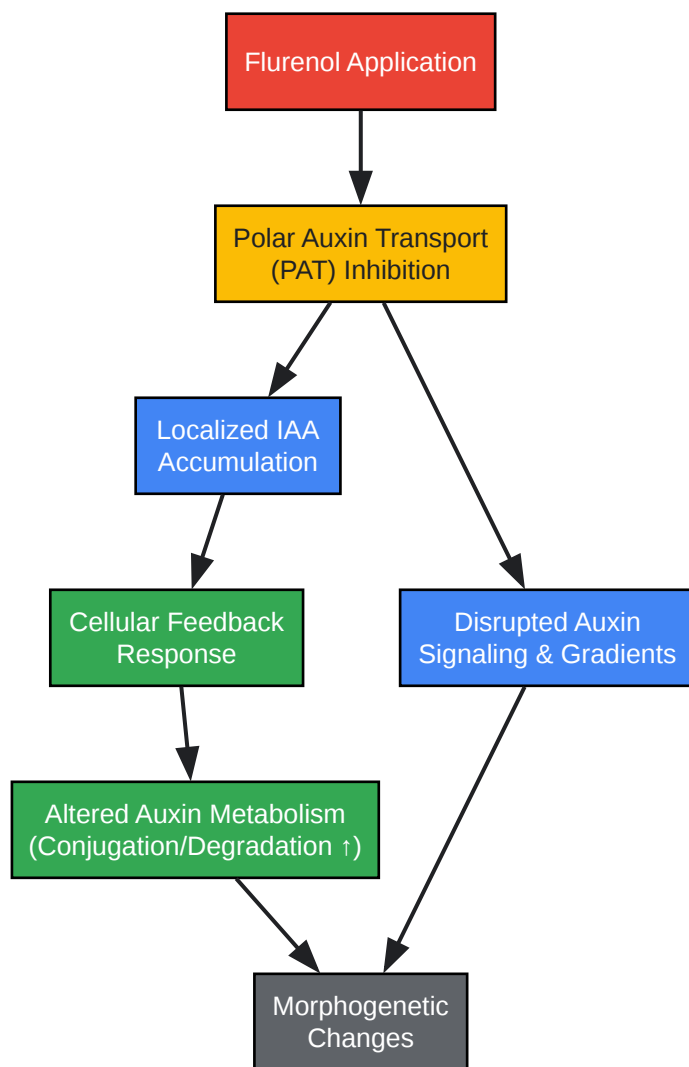 Flurenol Application
Polar Auxin Transport
(PAT) Inhibition
Localized IAA
Accumulation
Cellular Feedback
Response
Disrupted Auxin
Signaling & Gradients
Altered Auxin Metabolism
(Conjugation/Degradation ↑)
Morphogenetic
Changes